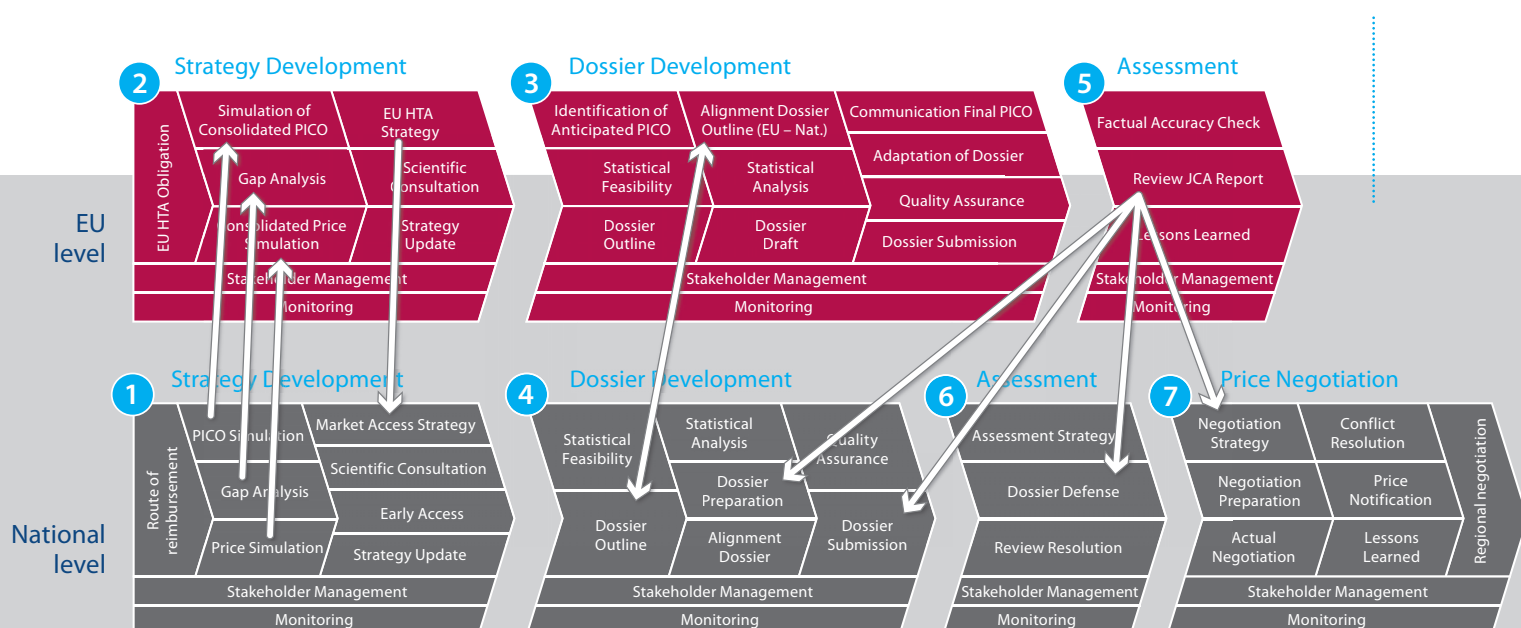 2
Strategy Development
EU HTA Obligation
Simulation of
Consolidated PICO
EU HTA
Strategy
Gap Analysis
Scientific
Consultation
Consolidated Price
Simulation
Strategy
Update
Stakeholder Management
Monitoring
3
Dossier Development
Identification of
Anticipated PICO
Alignment Dossier
Outline (EU – Nat.)
Communication Final PICO
Statistical
Feasibility
Statistical
Analysis
Adaptation of Dossier
Quality Assurance
Dossier
Outline
Dossier
Draft
Dossier Submission
Stakeholder Management
Monitoring
5
Assessment
Factual Accuracy Check
Review JCA Report
Lessons Learned
Stakeholder Management
Monitoring
EU
level
1
Strategy Development
Route of
reimbursement
PICO Simulation
Gap Analysis
Price Simulation
Market Access Strategy
Scientific Consultation
Early Access
Strategy Update
Stakeholder Management
Monitoring
4
Dossier Development
Statistical
Feasibility
Dossier
Outline
Statistical
Analysis
Dossier
Preparation
Alignment
Dossier
Quality
Assurance
Dossier
Submission
Stakeholder Management
Monitoring
6
Assessment
Assessment Strategy
Dossier Defense
Review Resolution
Stakeholder Management
Monitoring
7
Price Negotiation
Negotiation
Strategy
Conflict
Resolution
Negotiation
Preparation
Price
Notification
Actual
Negotiation
Lessons
Learned
Regional negotiation
Stakeholder Management
Monitoring
National
level